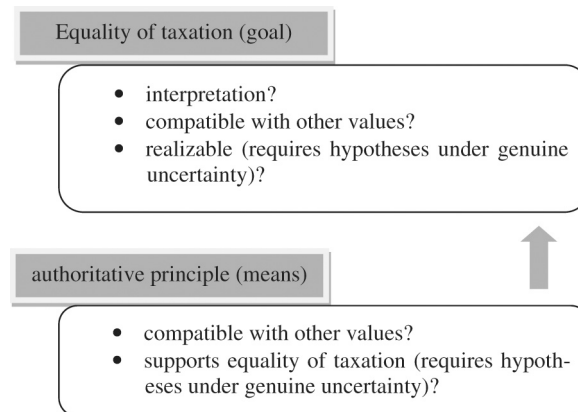 Equality of taxation (goal)
• interpretation?
• compatible with other values?
• realizable (requires hypotheses under genuine
uncertainty)?
authoritative principle (means)
• compatible with other values?
• supports equality of taxation (requires hypoth-
eses under genuine uncertainty)?